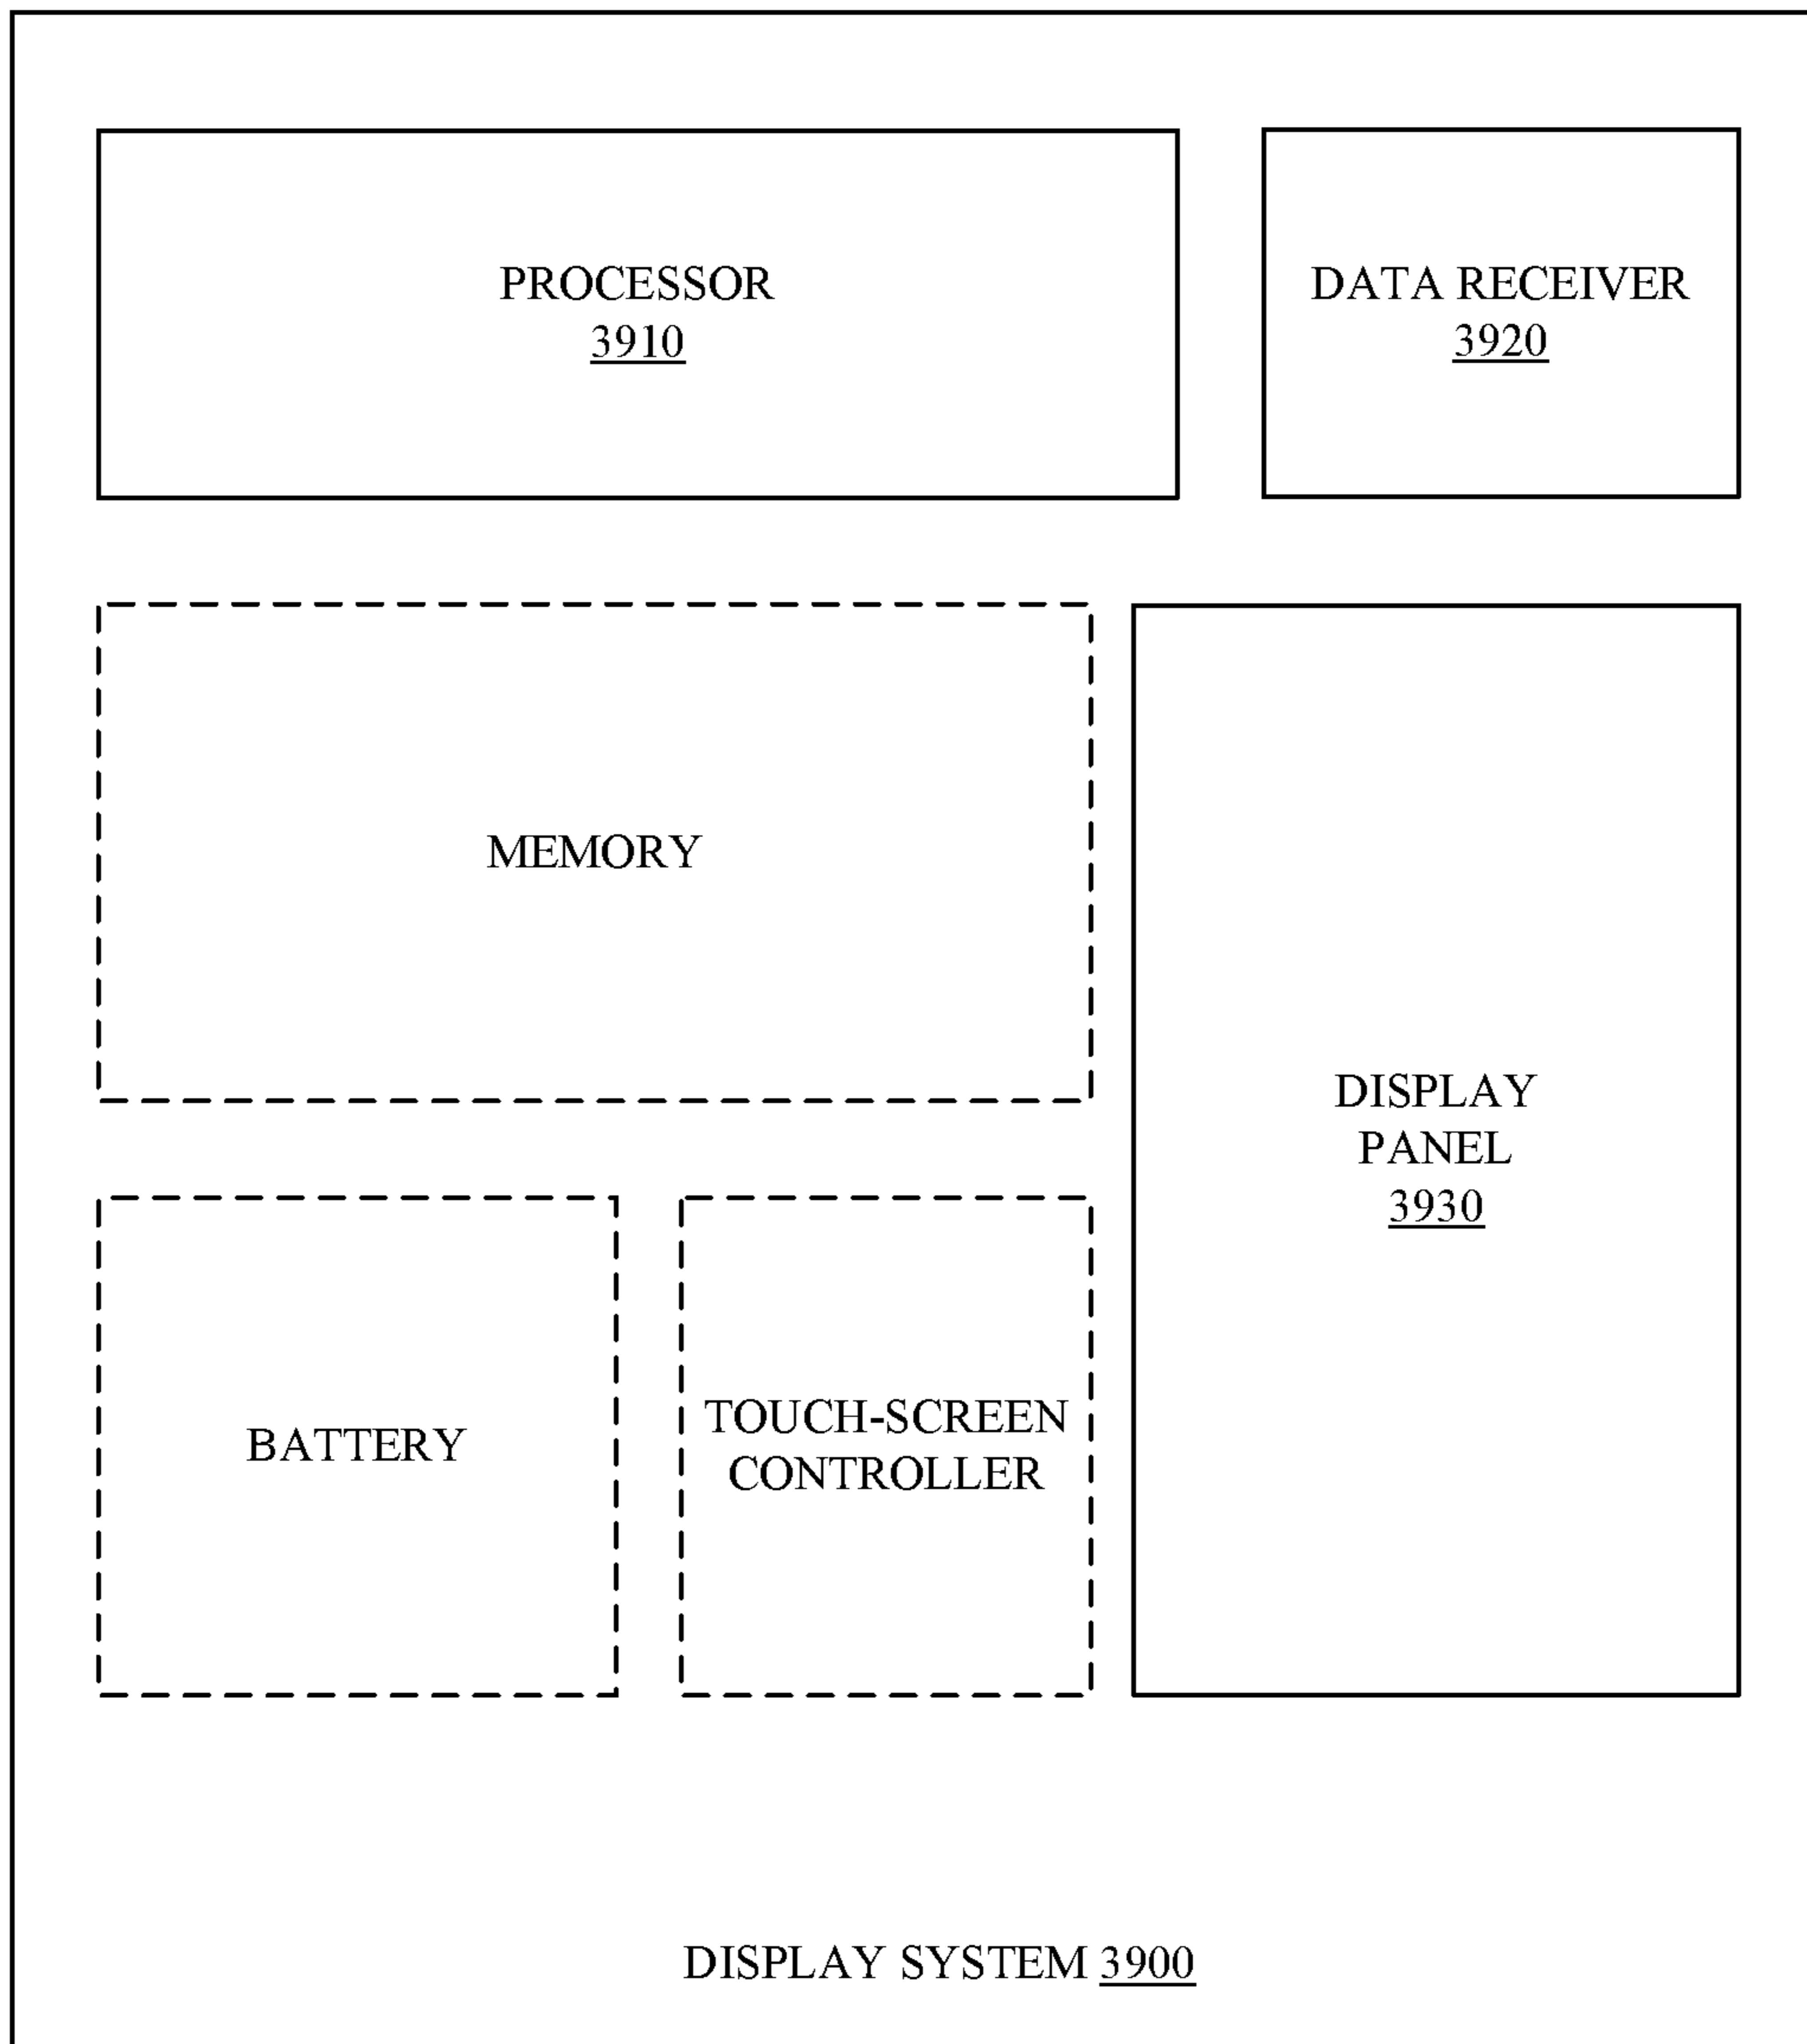 PROCESSOR
3910
DATA RECEIVER
3920
MEMORY
DISPLAY
PANEL
3930
BATTERY
TOUCH-SCREEN
CONTROLLER
DISPLAY SYSTEM 3900